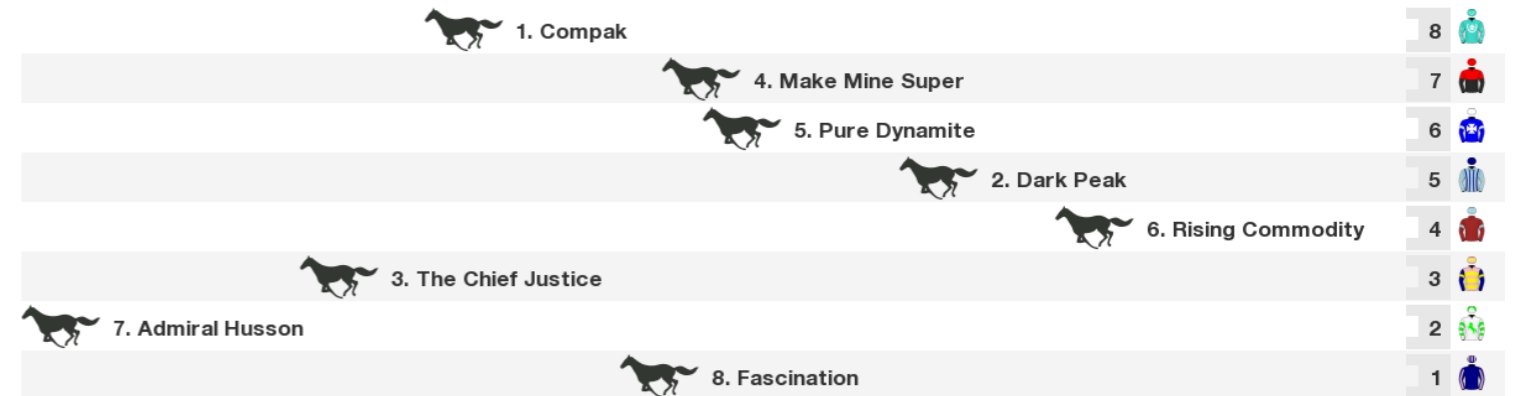 1. Compak 8
4. Make Mine Super 7
5. Pure Dynamite 6
2. Dark Peak 5
6. Rising Commodity 4
3. The Chief Justice 3
7. Admiral Husson 2
8. Fascination 1